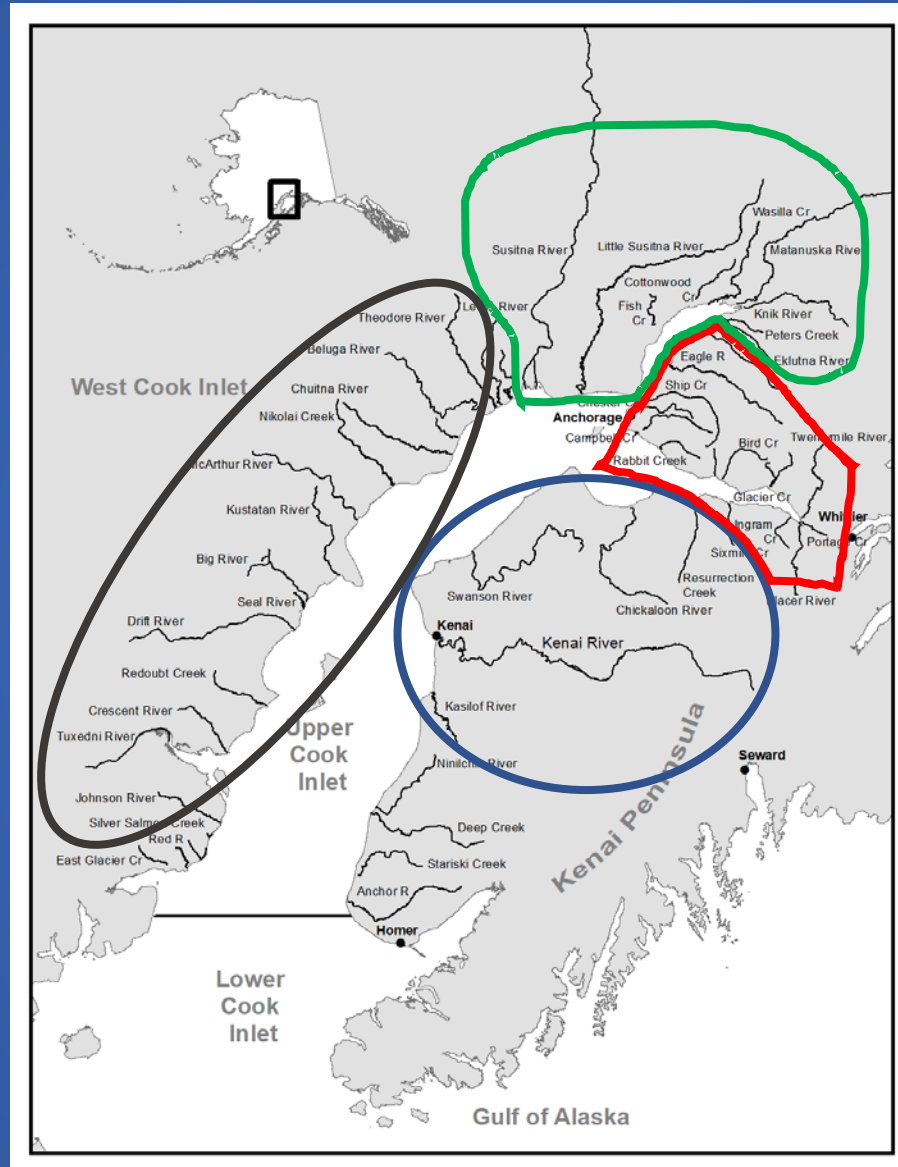 Wasilla Cr
Susitna River
Little Susitna River
Matanuska River
Cottonwood
Cr
Fish
Cr
Knik River
Peters Creek
Eklutna River
Theodore River
Beluga River
Eagle R
Ship Cr
West Cook Inlet
Chuitna River
Nikolai Creek
Anchorage
Campbell Cr
Bird Cr
Twentymile River
Rabbit Creek
McArthur River
Glacier Cr
Kustatan River
Ingram
Cr
Portage Cr
Sixmile Cr
Big River
Resurrection
Creek
Swanson River
Seal River
Chickaloon River
Drift River
Kenai
Kenai River
Redoubt Creek
Crescent River
Kasilof River
Tuxedni River
Upper
Cook
Inlet
Kenai Peninsula
Seward
Ninilchik River
Johnson River
Silver Salmon Creek
Red R
East Glacier Cr
Deep Creek
Stariski Creek
Anchor R
Homer
Lower
Cook
Inlet
Gulf of Alaska